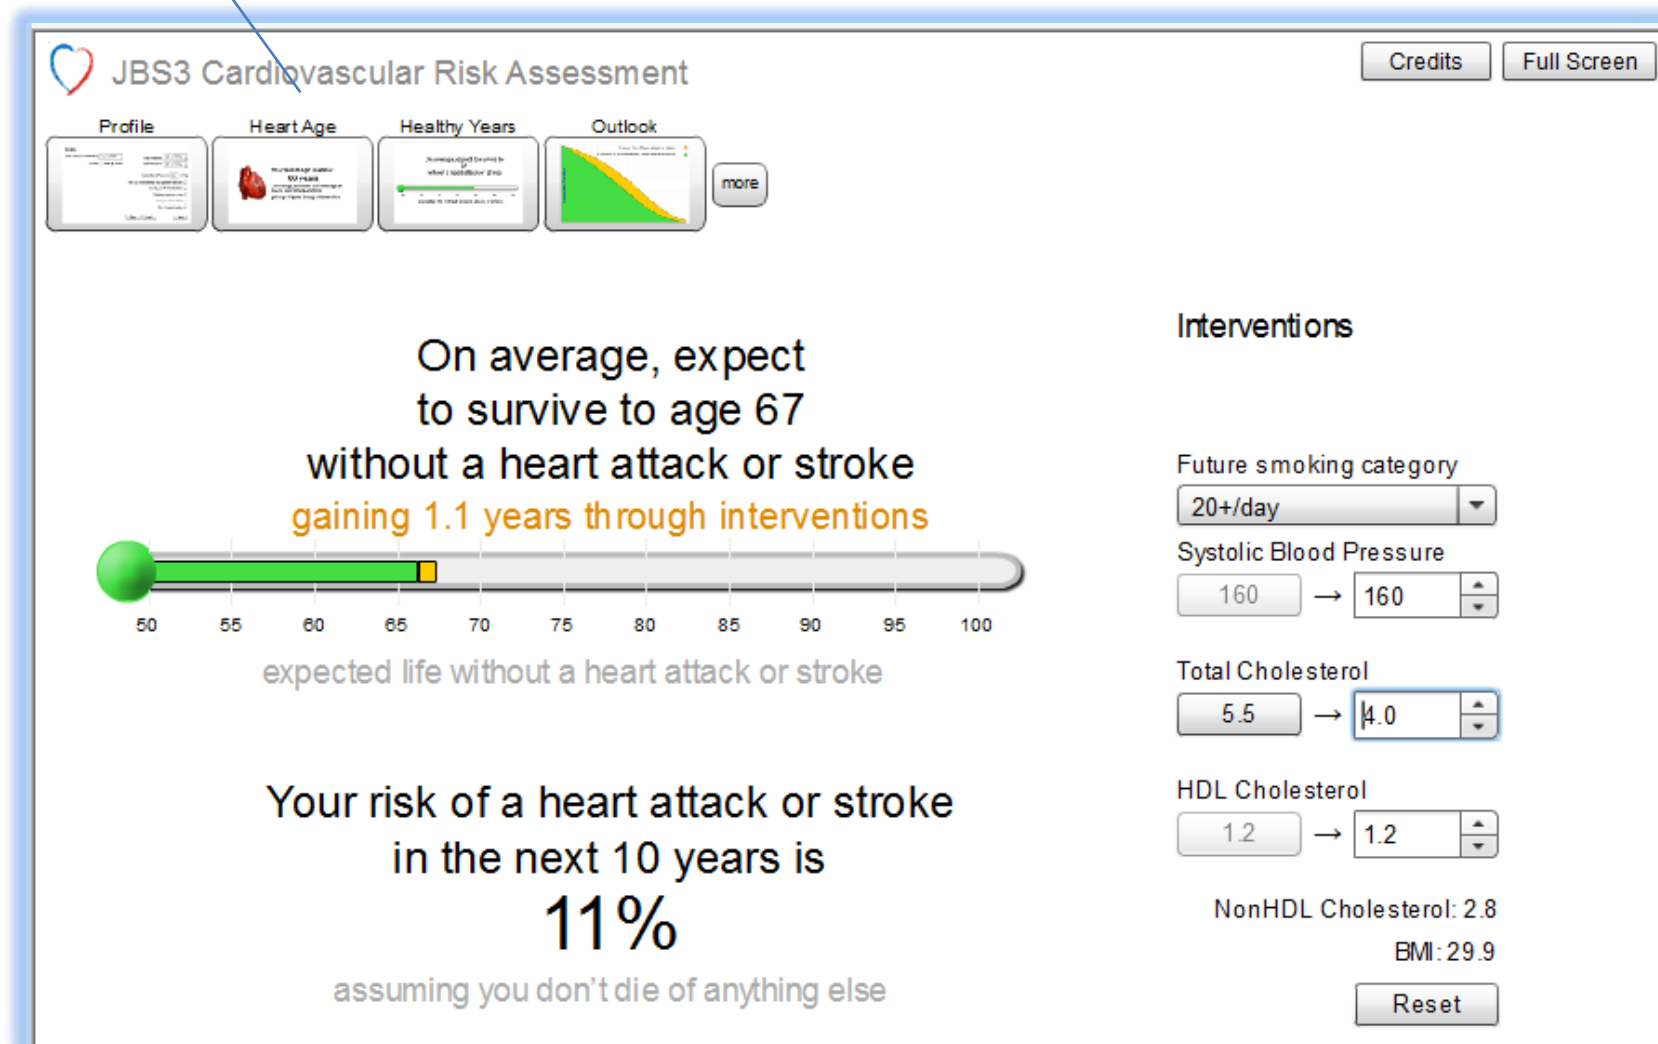 JBS3 Cardiovascular Risk Assessment
Credits
Full Screen
Profile
Heart Age
Healthy Years
Outlook
more
On average, expect
to survive to age 67
without a heart attack or stroke
gaining 1.1 years through interventions
50 55 60 65 70 75 80 85 90 95 100
expected life without a heart attack or stroke
Your risk of a heart attack or stroke
in the next 10 years is
11%
assuming you don't die of anything else
Interventions
Future smoking category
20+/day
Systolic Blood Pressure
160 → 160
Total Cholesterol
5.5 → 4.0
HDL Cholesterol
1.2 → 1.2
NonHDL Cholesterol: 2.8
BMI: 29.9
Reset